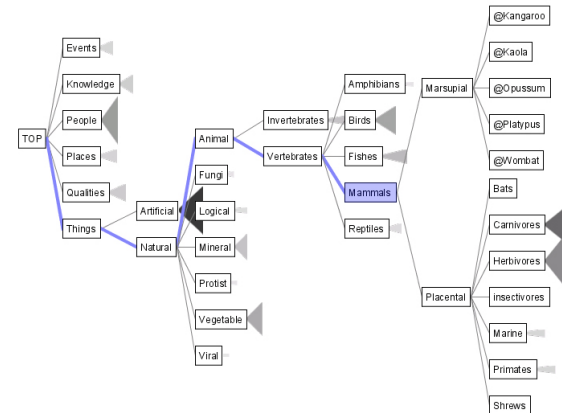 TOP
Events
Knowledge
People
Places
Qualities
Things
Artificial
Natural
Animal
Fungi
Logical
Mineral
Protist
Vegetable
Viral
Invertebrates
Vertebrates
Amphibians
Birds
Fishes
Mammals
Reptiles
Marsupial
Placental
@Kangaroo
@Kaola
@Opussum
@Platypus
@Wombat
Bats
Carnivores
Herbivores
insectivores
Marine
Primates
Shrews